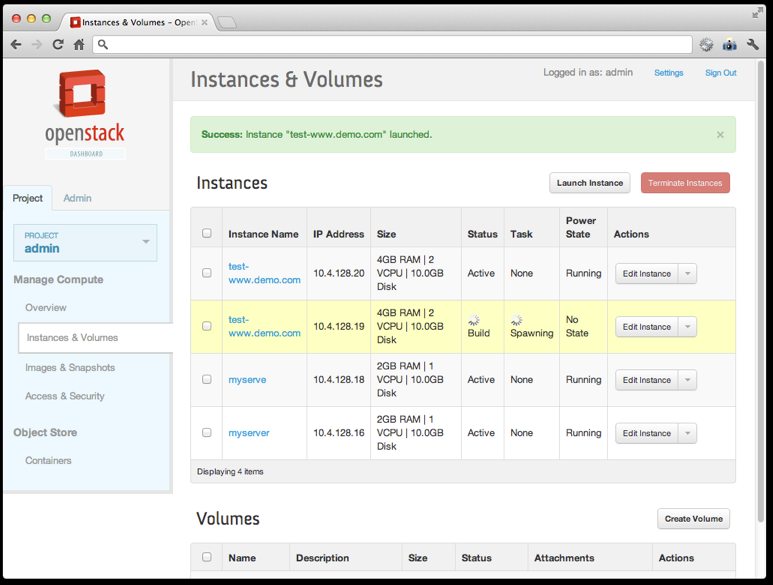 Instances & Volumes – Open
Instances & Volumes
Logged in as: admin
Settings
Sign Out
openstack
DASHBOARD
Success: Instance "test-www.demo.com" launched.
×
Project
Admin
PROJECT
admin
Manage Compute
Overview
Instances & Volumes
Images & Snapshots
Access & Security
Object Store
Containers
Instances
Launch Instance
Terminate Instances
Instance Name
IP Address
Size
Status
Task
Power
State
Actions
test-
www.demo.com
10.4.128.20
4GB RAM | 2
VCPU | 10.0GB
Disk
Active
None
Running
Edit Instance
test-
www.demo.com
10.4.128.19
4GB RAM | 2
VCPU | 10.0GB
Disk
Build
Spawning
No
State
Edit Instance
myserve
10.4.128.18
2GB RAM | 1
VCPU | 10.0GB
Disk
Active
None
Running
Edit Instance
myserver
10.4.128.16
2GB RAM | 1
VCPU | 10.0GB
Disk
Active
None
Running
Edit Instance
Displaying 4 items
Volumes
Create Volume
Name
Description
Size
Status
Attachments
Actions